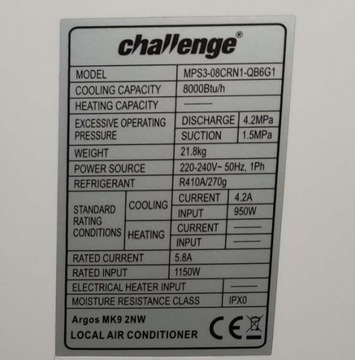 challenge®
MODEL MPS3-08CRN1-QB6G1
COOLING CAPACITY 8000Btu/h
HEATING CAPACITY ———
EXCESSIVE OPERATING PRESSURE DISCHARGE 4.2MPa
SUCTION 1.5MPa
WEIGHT 21.8kg
POWER SOURCE 220-240V~ 50Hz, 1Ph
REFRIGERANT R410A/270g
STANDARD RATING CONDITIONS COOLING CURRENT 4.2A
INPUT 950W
HEATING CURRENT ———
INPUT ———
RATED CURRENT 5.8A
RATED INPUT 1150W
ELECTRICAL HEATER INPUT ———
MOISTURE RESISTANCE CLASS IPX0
Argos MK9 2NW
LOCAL AIR CONDITIONER CE